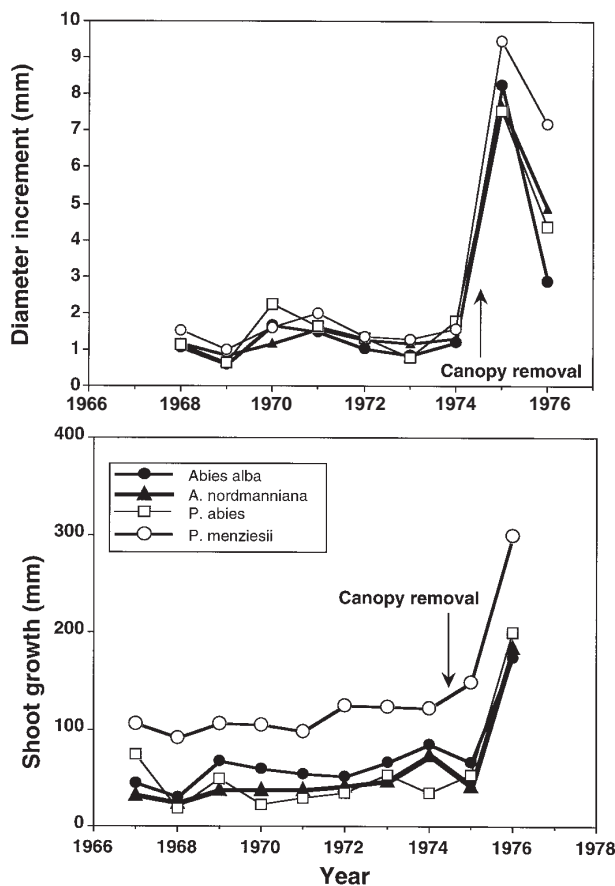 10
9
8
7
6
5
4
3
2
1
0
Diameter increment (mm)
Canopy removal
1966 1968 1970 1972 1974 1976
400
300
200
100
0
Shoot growth (mm)
Abies alba
A. nordmanniana
P. abies
P. menziesii
Canopy removal
1966 1968 1970 1972 1974 1976 1978
Year